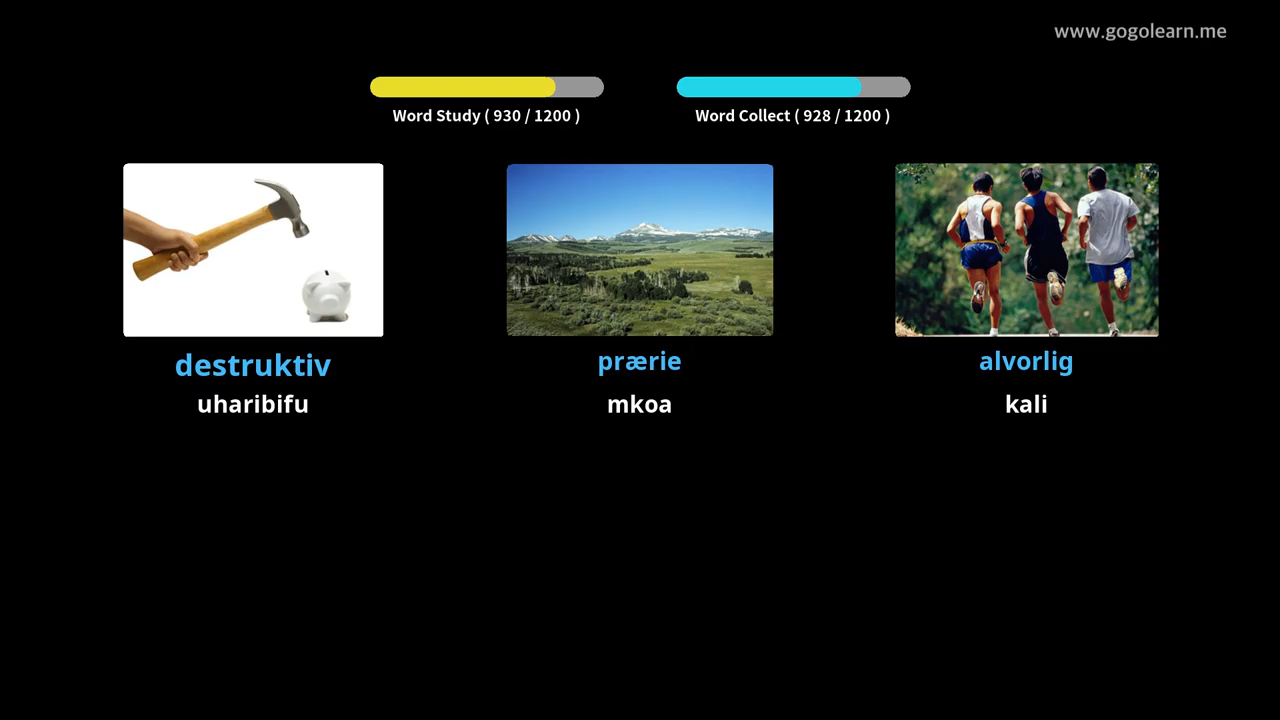 www.gogolearn.me
Word Study ( 930 / 1200 )
Word Collect ( 928 / 1200 )
destruktiv
uharibifu
prærie
mkoa
alvorlig
kali